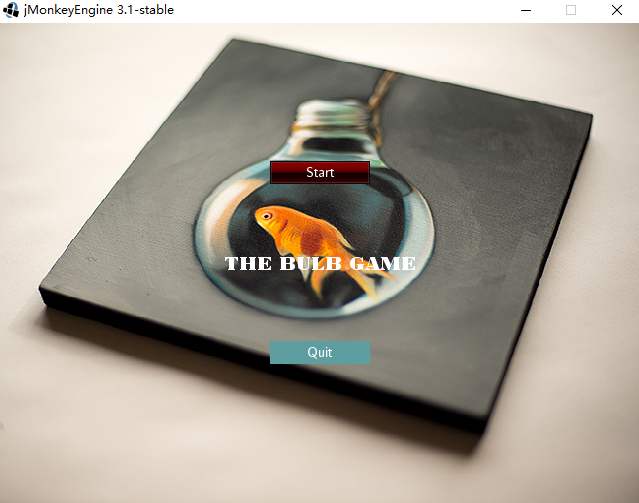 jMonkeyEngine 3.1-stable
Start
THE BULB GAME
Quit